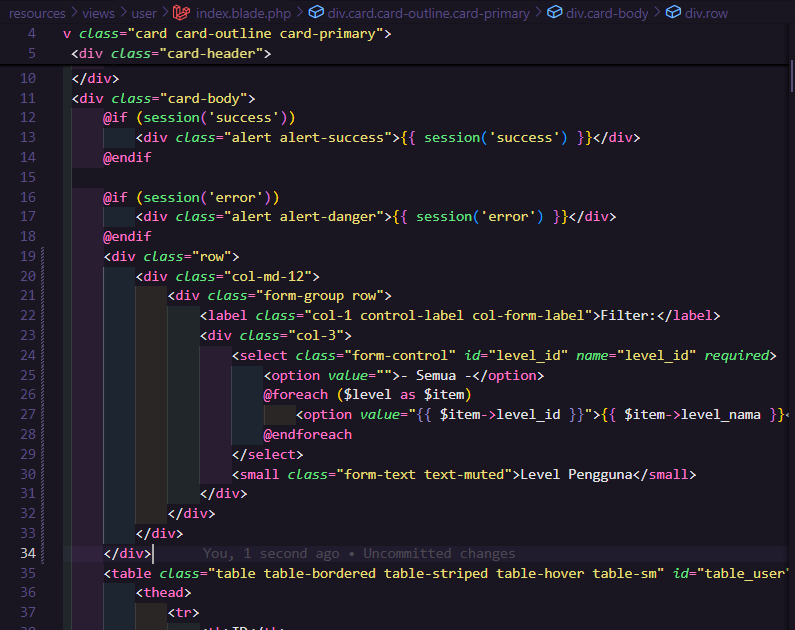 resources > views > user > index.blade.php > div.card.card-outline.card-primary > div.card-body > div.row
4 v class="card card-outline card-primary">
5 <div class="card-header">
10 </div>
11 <div class="card-body">
12 @if (session('success'))
13 <div class="alert alert-success">{{ session('success') }}</div>
14 @endif
15
16 @if (session('error'))
17 <div class="alert alert-danger">{{ session('error') }}</div>
18 @endif
19 <div class="row">
20 <div class="col-md-12">
21 <div class="form-group row">
22 <label class="col-1 control-label col-form-label">Filter:</label>
23 <div class="col-3">
24 <select class="form-control" id="level_id" name="level_id" required>
25 <option value="">- Semua -</option>
26 @foreach ($level as $item)
27 <option value="{{ $item->level_id }}">{{ $item->level_nama }}<
28 @endforeach
29 </select>
30 <small class="form-text text-muted">Level Pengguna</small>
31 </div>
32 </div>
33 </div>
34 </div> You, 1 second ago • Uncommitted changes
35 <table class="table table-bordered table-striped table-hover table-sm" id="table_user"
36 <thead>
37 <tr>
38 <th>ID</th>